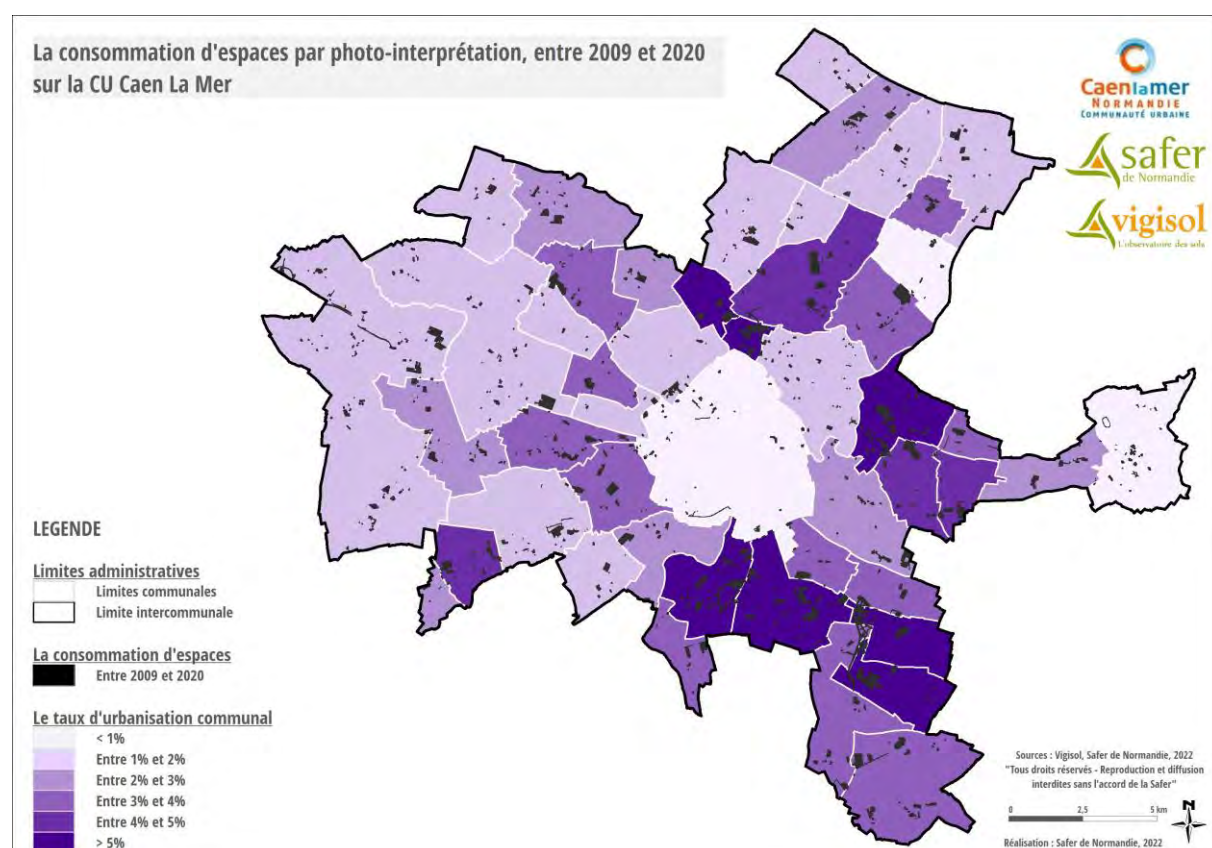 La consommation d'espaces par photo-interprétation, entre 2009 et 2020
sur la CU Caen La Mer
Caenlamer
NORMANDIE
COMMUNAUTÉ URBAINE
safer
de Normandie
vigisol
L'observatoire des sols
LEGENDE
Limites administratives
Limites communales
Limite intercommunale
La consommation d'espaces
Entre 2009 et 2020
Le taux d'urbanisation communal
< 1%
Entre 1% et 2%
Entre 2% et 3%
Entre 3% et 4%
Entre 4% et 5%
> 5%
Sources : Vigisol, Safer de Normandie, 2022
"Tous droits réservés - Reproduction et diffusion
interdites sans l'accord de la Safer"
0 2,5 5 km
N
Réalisation : Safer de Normandie, 2022